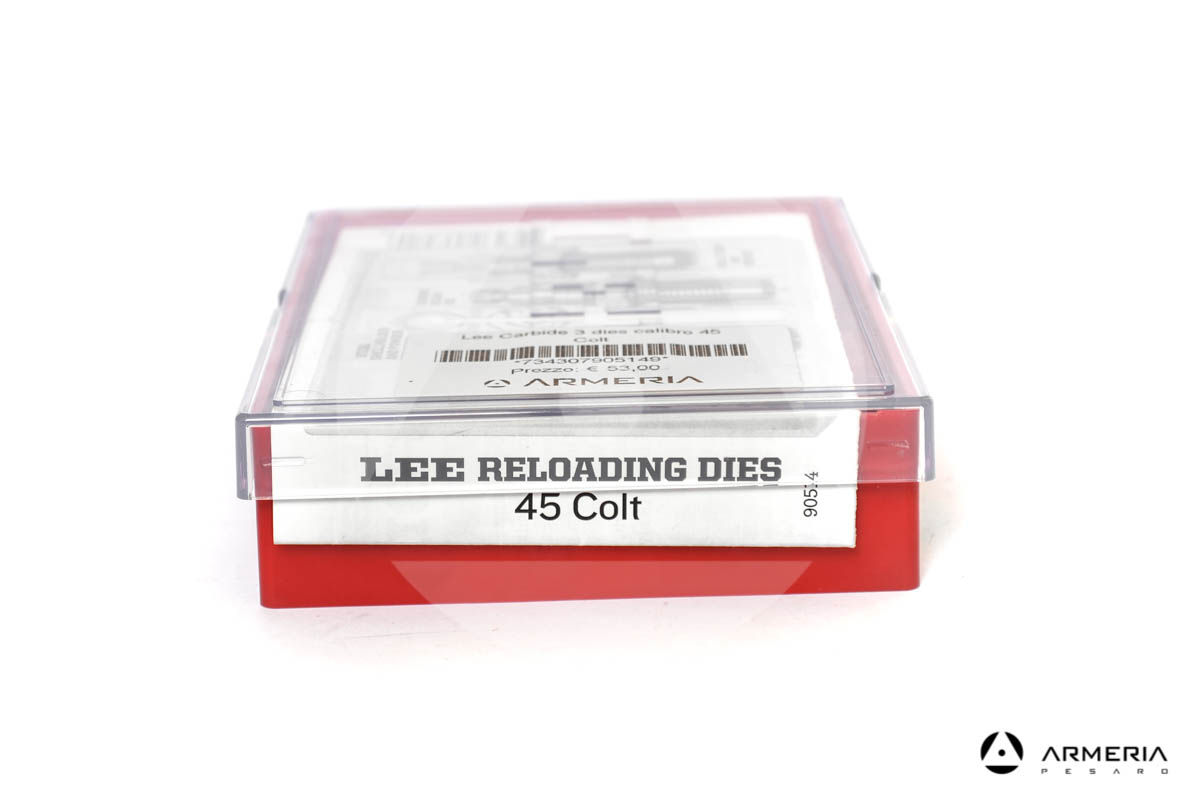 Lee Carbide 3 dies calibro 45
Colt
*734307905149*
Prezzo: € 53,00
ARMERIA
LEE RELOADING DIES
45 Colt
90514
ARMERIA
PESARO